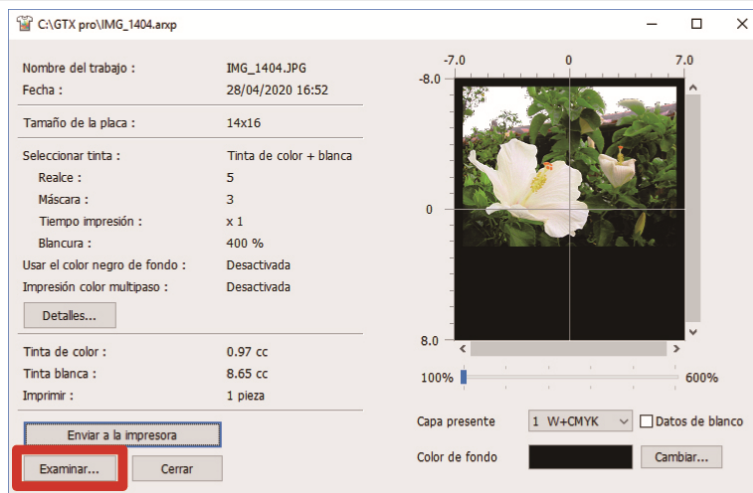 C:\GTX pro\IMG_1404.arxp
Nombre del trabajo : IMG_1404.JPG
Fecha : 28/04/2020 16:52
Tamaño de la placa : 14x16
Seleccionar tinta : Tinta de color + blanca
Realce : 5
Máscara : 3
Tiempo impresión : x 1
Blancura : 400 %
Usar el color negro de fondo : Desactivada
Impresión color multipaso : Desactivada
Detalles...
Tinta de color : 0.97 cc
Tinta blanca : 8.65 cc
Imprimir : 1 pieza
Enviar a la impresora
Examinar... Cerrar
-7.0 0 7.0
-8.0
0
8.0
100% 600%
Capa presente 1 W+CMYK Datos de blanco
Color de fondo Cambiar...